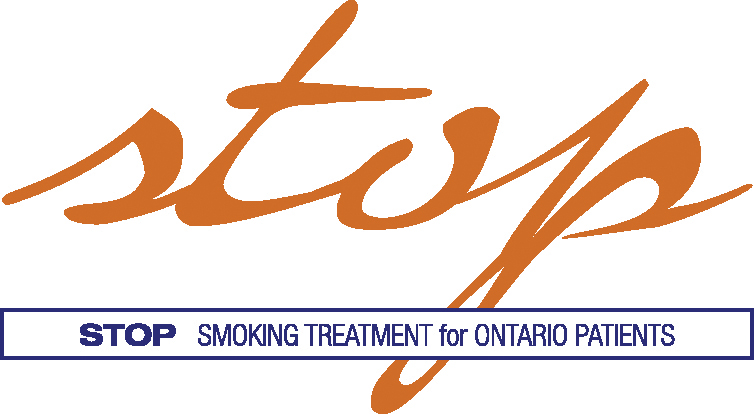 stop
STOP SMOKING TREATMENT for ONTARIO PATIENTS